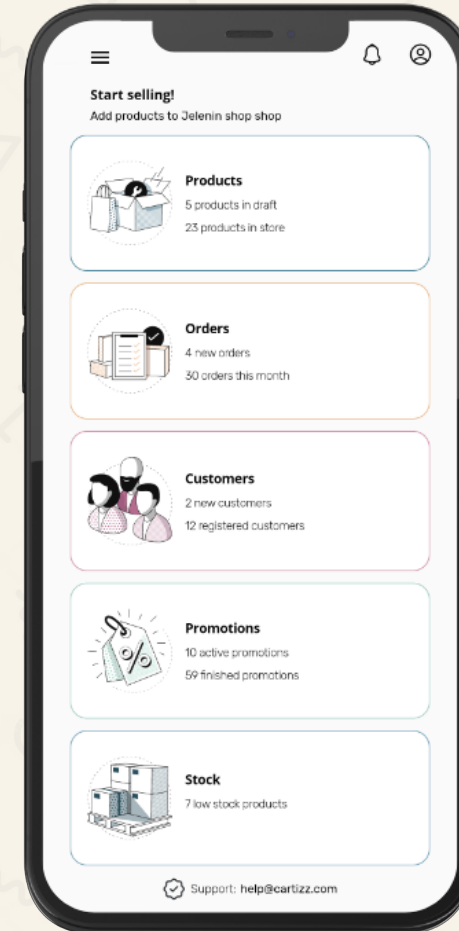 Start selling!
Add products to Jelenin shop shop
Products
5 products in draft
23 products in store
Orders
4 new orders
30 orders this month
Customers
2 new customers
12 registered customers
%
Promotions
10 active promotions
59 finished promotions
Stock
7 low stock products
Support: help@cartizz.com